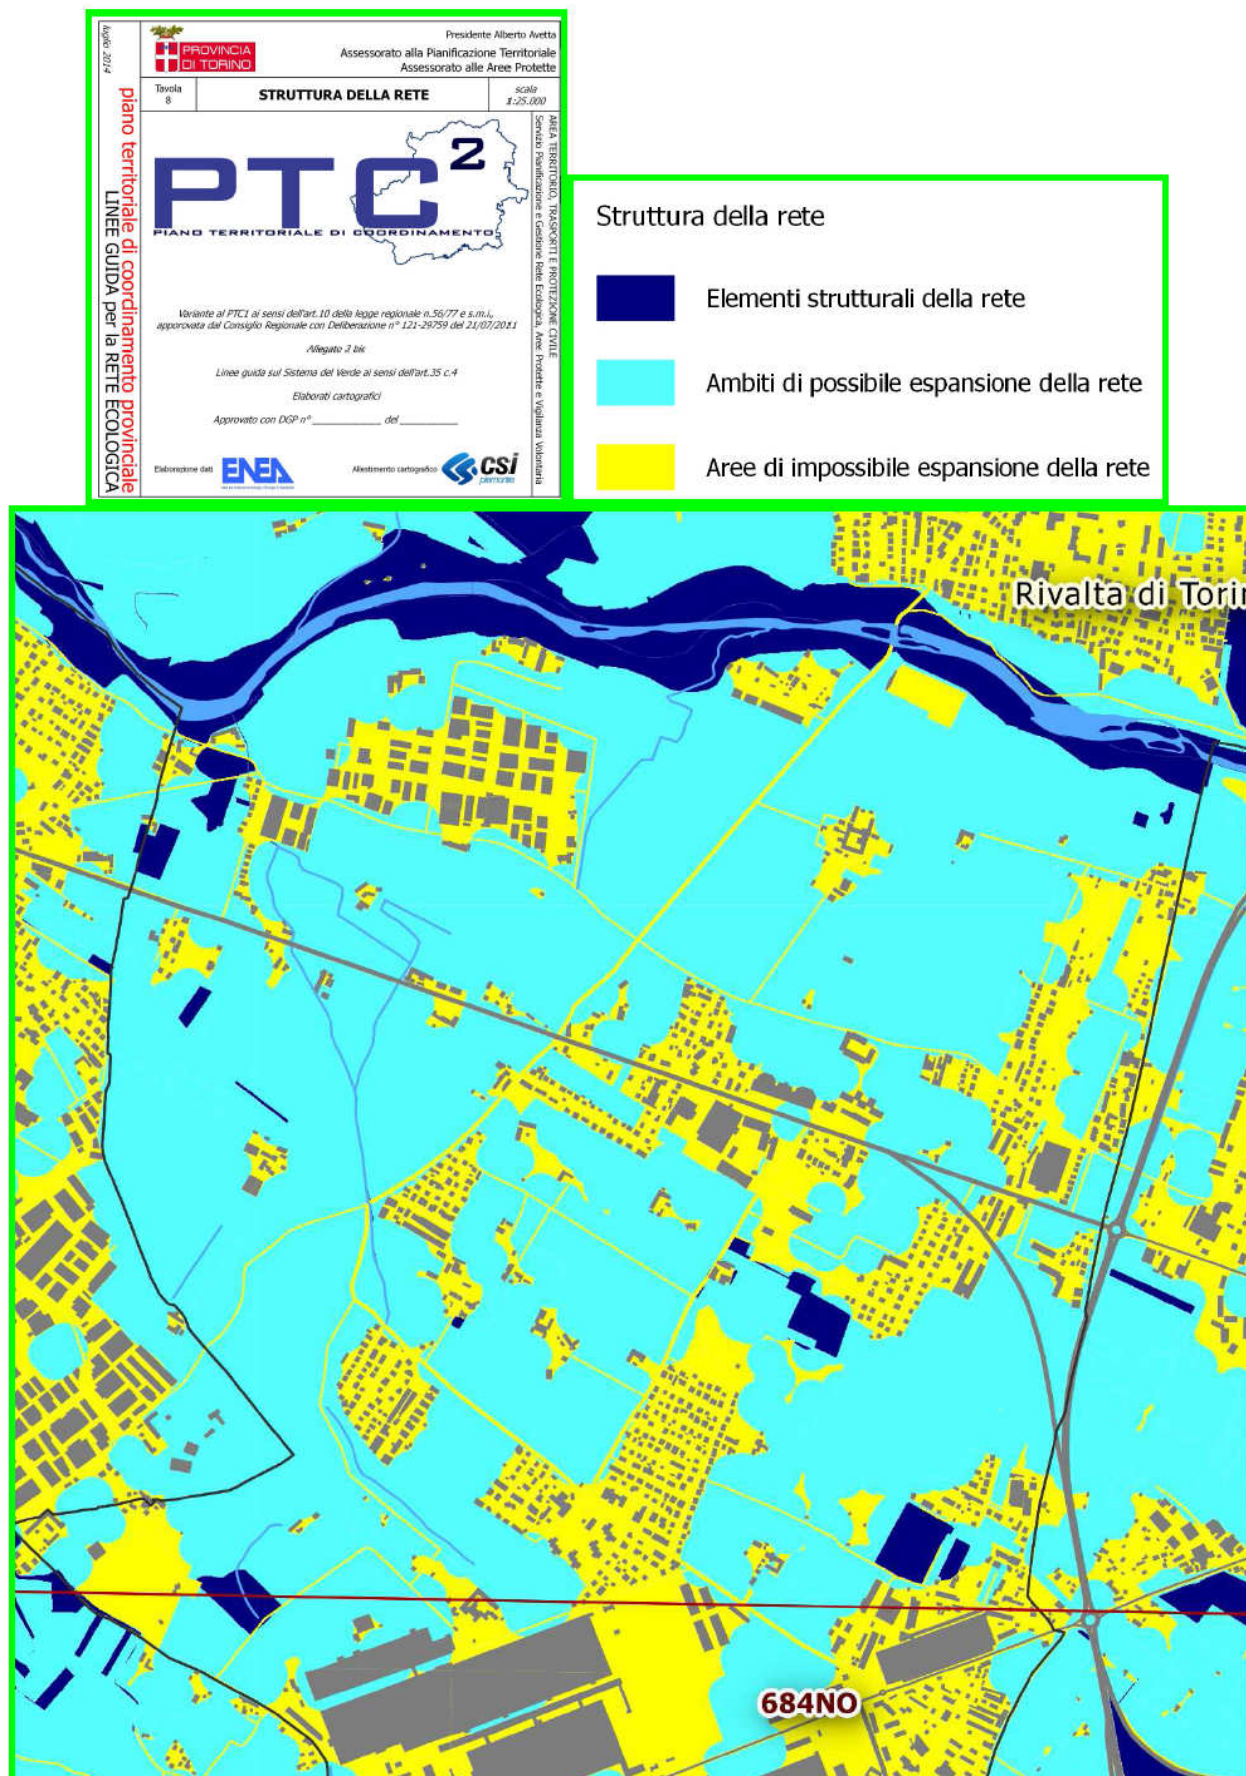 luglio 2014
piano territoriale di coordinamento provinciale
LINEE GUIDA per la RETE ECOLOGICA
PROVINCIA
DI TORINO
Presidente Alberto Avetta
Assessorato alla Pianificazione Territoriale
Assessorato alle Aree Protette
Tavola
8
STRUTTURA DELLA RETE
scala
1:25.000
PTC2
PIANO TERRITORIALE DI COORDINAMENTO
AREA TERRITORIO, TRASPORTI E PROTEZIONE CIVILE
Servizio Pianificazione e Gestione Rete Ecologica, Aree Protette e Vigilanza Volontaria
Variante al PTC1 ai sensi dell'art.10 della legge regionale n.56/77 e s.m.i.,
approvata dal Consiglio Regionale con Deliberazione n° 121-29759 del 21/07/2011
Allegato 3 bis
Linee guida sul Sistema del Verde ai sensi dell'art.35 c.4
Elaborati cartografici
Approvato con DGP n° ____________ del __________
Elaborazione dati
ENEA
Allestimento cartografico
csi
piemonte
Struttura della rete
Elementi strutturali della rete
Ambiti di possibile espansione della rete
Aree di impossibile espansione della rete
Rivalta di Torin
684NO